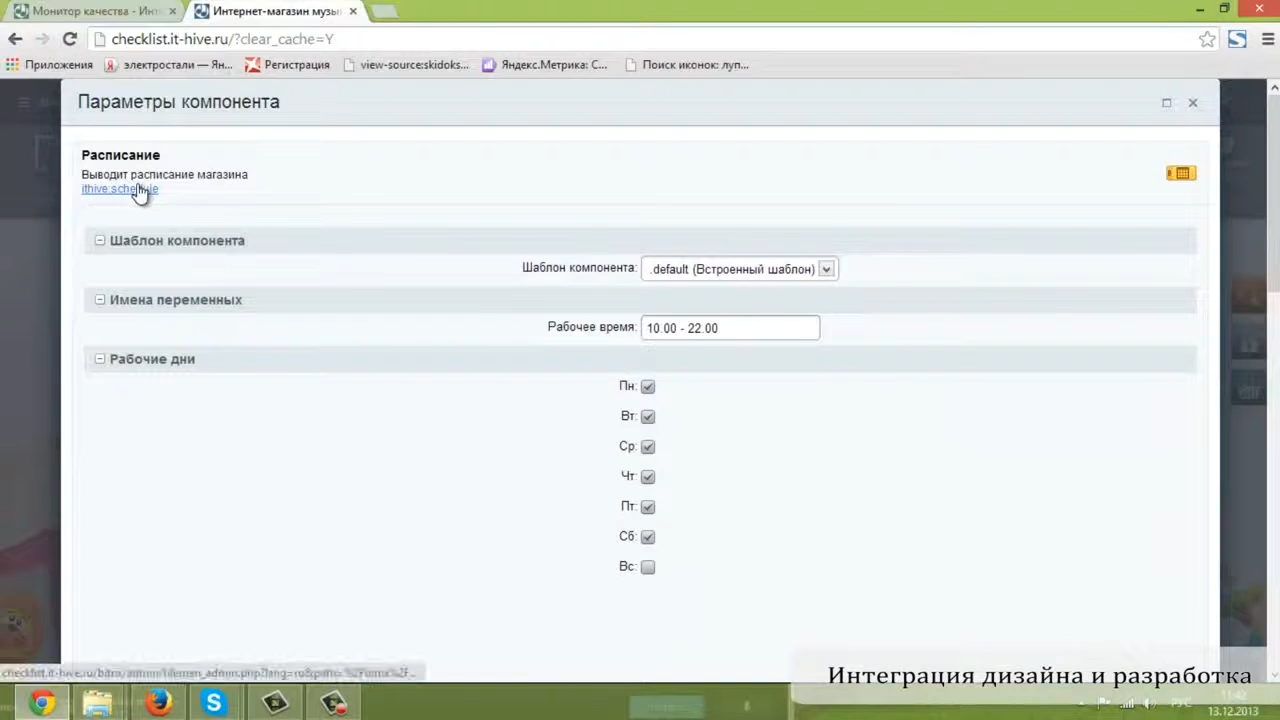 Монитор качества - Инт
Интернет-магазин музы
checklist.it-hive.ru/?clear_cache=Y
Приложения
электростали — Ян...
Регистрация
view-source:skidoks...
Яндекс.Метрика: С...
Поиск иконок: луп...
Параметры компонента
Расписание
Выводит расписание магазина
ithive:schedule
Шаблон компонента
Шаблон компонента: .default (Встроенный шаблон)
Имена переменных
Рабочее время: 10.00 - 22.00
Рабочие дни
Пн:
Вт:
Ср:
Чт:
Пт:
Сб:
Вс:
Интеграция дизайна и разработка
РУС
11:42
13.12.2013